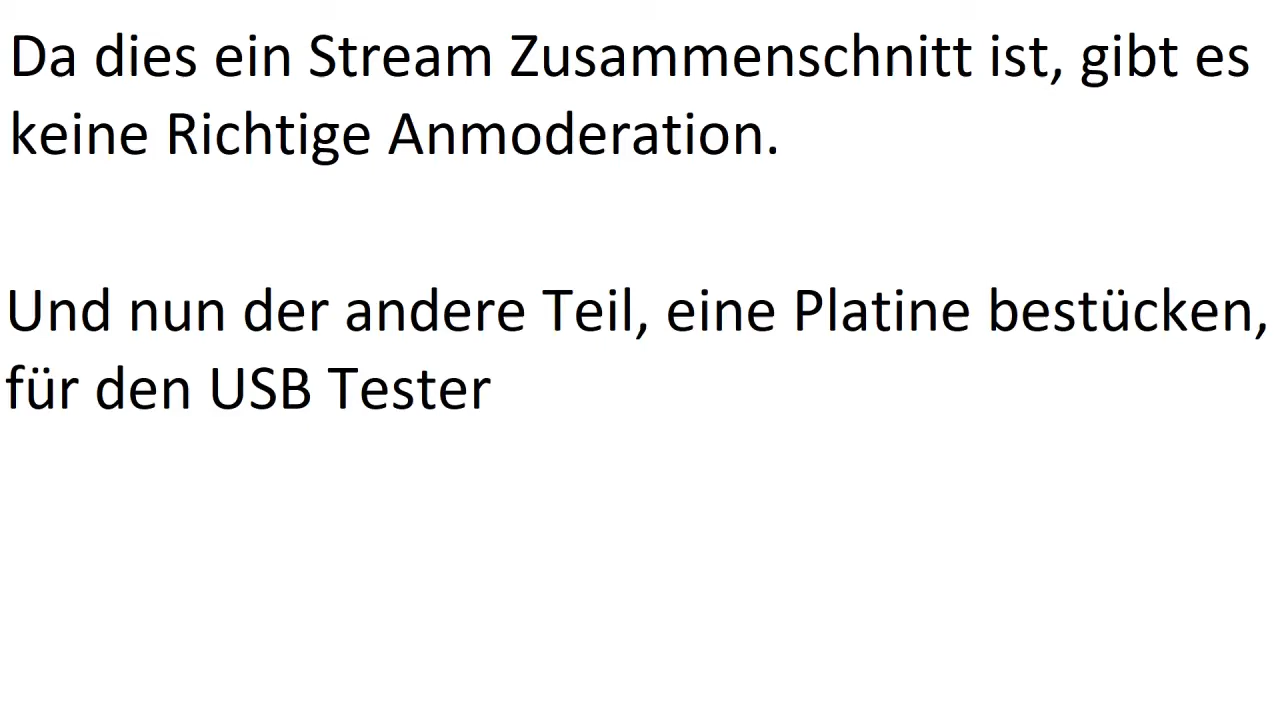 Da dies ein Stream Zusammenschnitt ist, gibt es
keine Richtige Anmoderation.
Und nun der andere Teil, eine Platine bestücken,
für den USB Tester